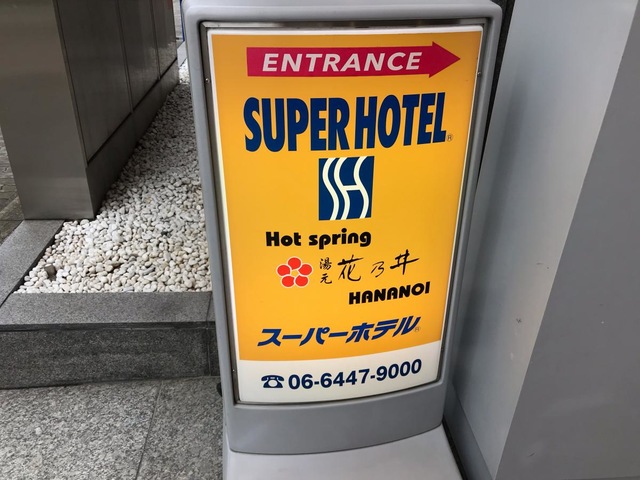 ENTRANCE
SUPER HOTEL®
SH
Hot spring
湯元 花乃井
HANANOI
スーパーホテル®
☎ 06-6447-9000